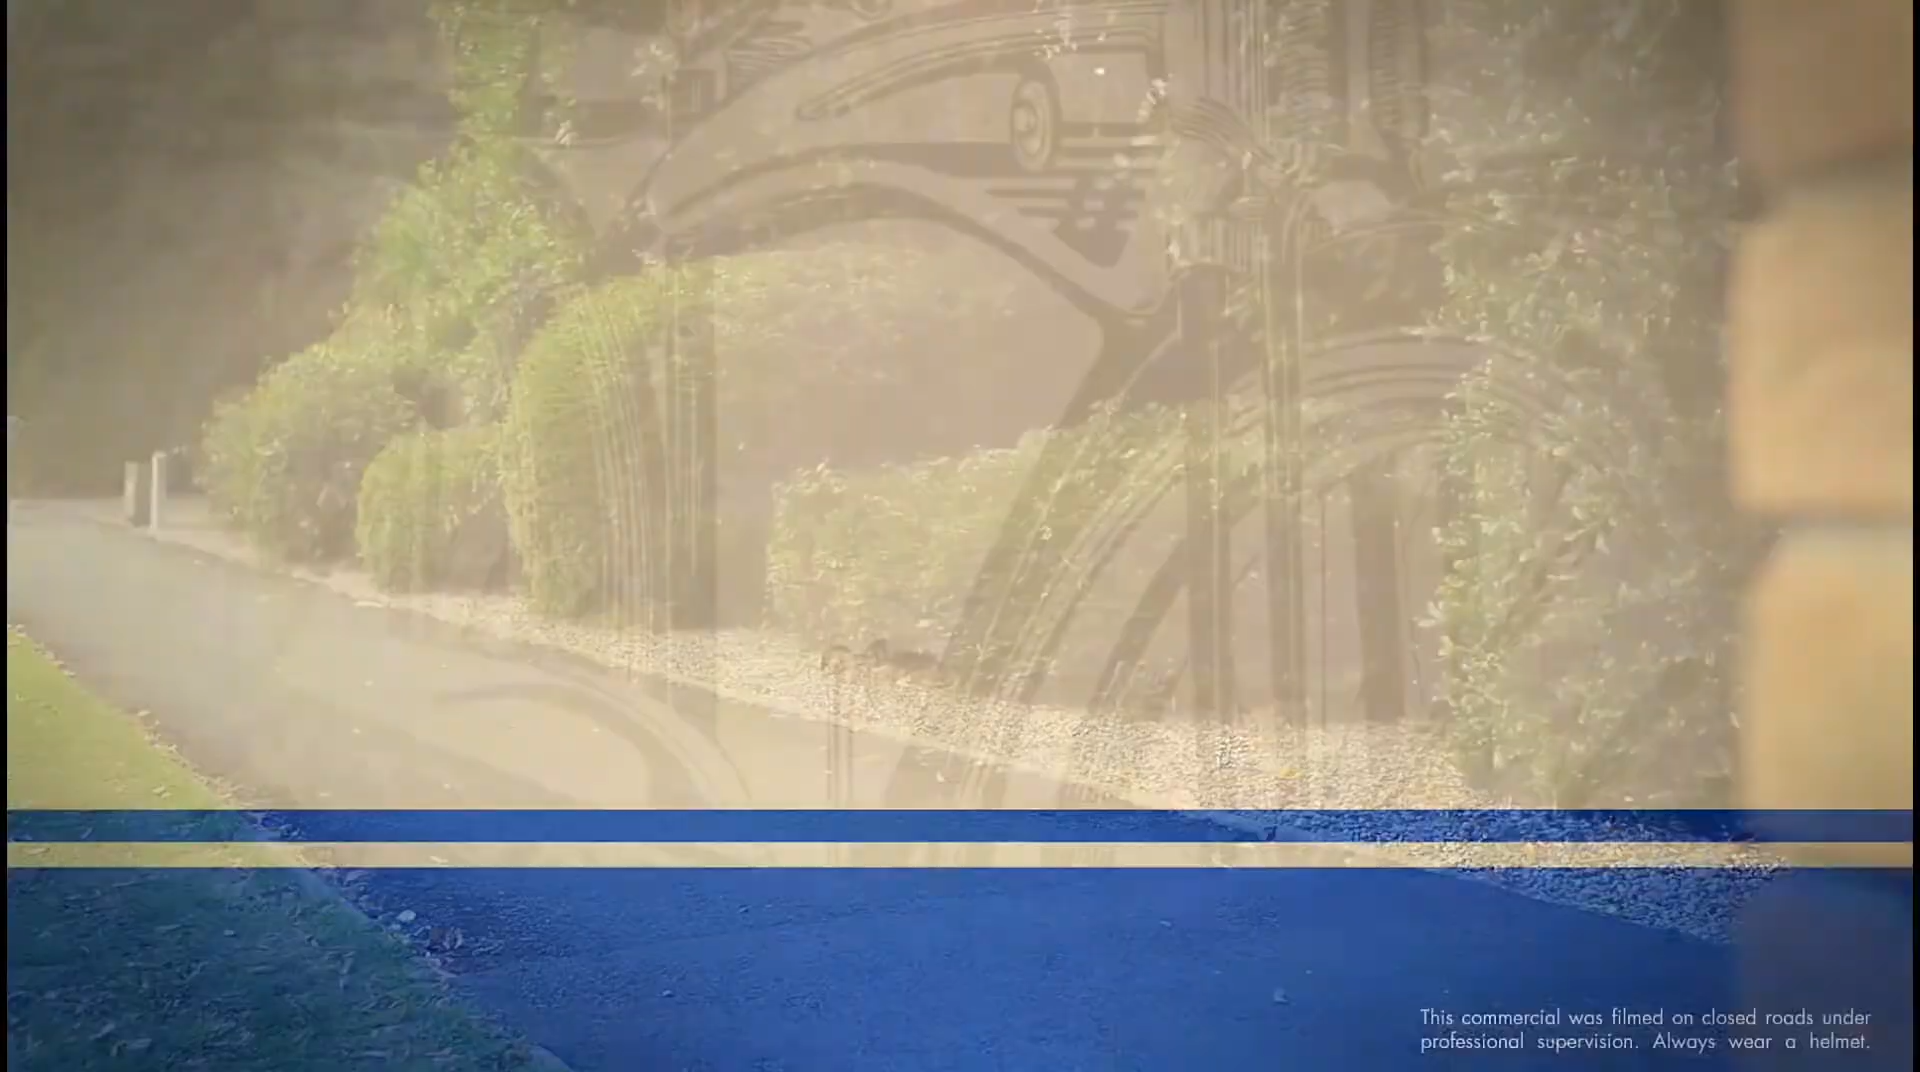 This commercial was filmed on closed roads under
professional supervision. Always wear a helmet.